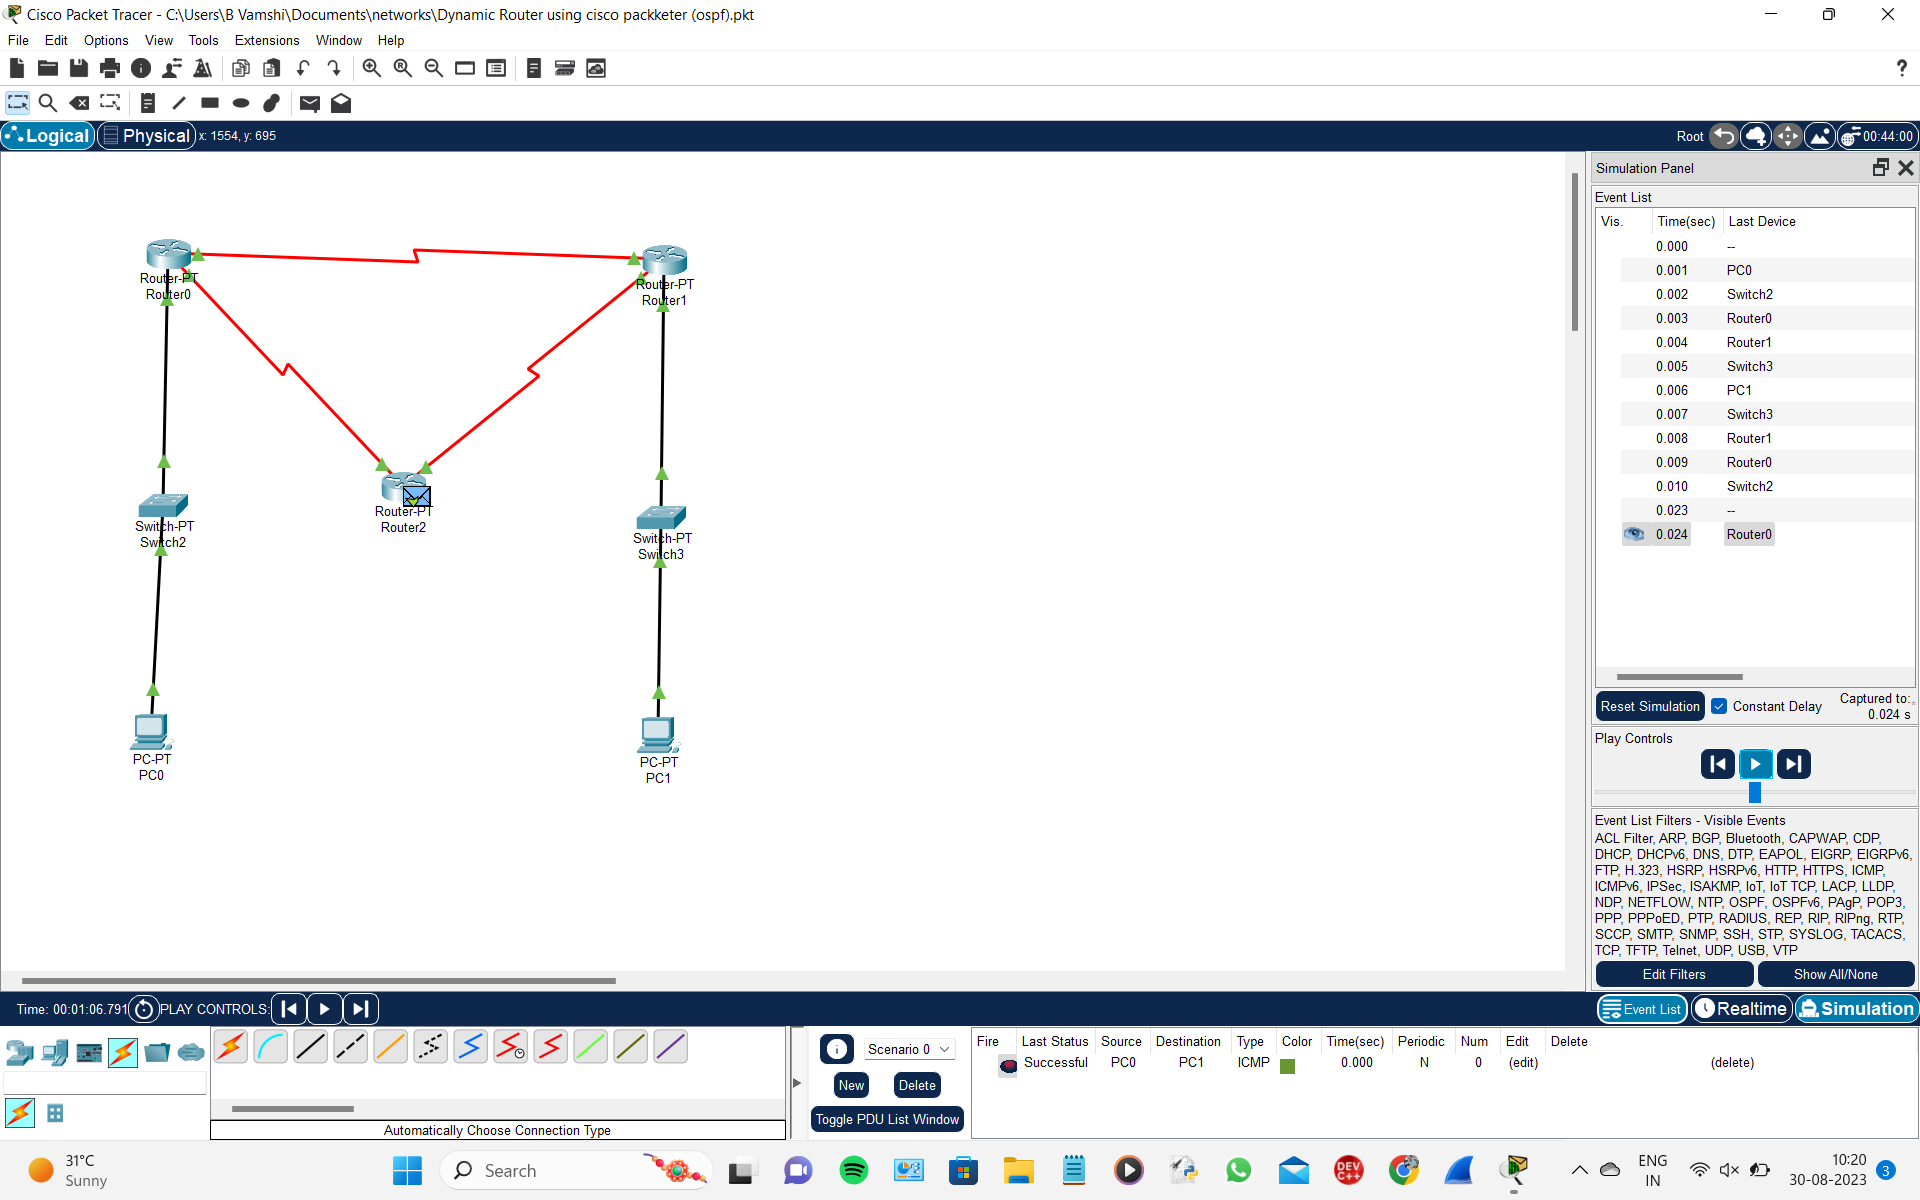 Cisco Packet Tracer - C:\Users\B Vamshi\Documents\networks\Dynamic Router using cisco packketer (ospf).pkt
File Edit Options View Tools Extensions Window Help
?
Logical Physical x: 1554, y: 695
Root 00:44:00
Router-PT
Router0
Router-PT
Router1
Router-PT
Router2
Switch-PT
Switch2
Switch-PT
Switch3
PC-PT
PC0
PC-PT
PC1
Simulation Panel
Event List
Vis. Time(sec) Last Device
0.000 --
0.001 PC0
0.002 Switch2
0.003 Router0
0.004 Router1
0.005 Switch3
0.006 PC1
0.007 Switch3
0.008 Router1
0.009 Router0
0.010 Switch2
0.023 --
0.024 Router0
Reset Simulation Constant Delay Captured to:
0.024 s
Play Controls
Event List Filters - Visible Events
ACL Filter, ARP, BGP, Bluetooth, CAPWAP, CDP,
DHCP, DHCPv6, DNS, DTP, EAPOL, EIGRP, EIGRPv6,
FTP, H.323, HSRP, HSRPv6, HTTP, HTTPS, ICMP,
ICMPv6, IPSec, ISAKMP, IoT, IoT TCP, LACP, LLDP,
NDP, NETFLOW, NTP, OSPF, OSPFv6, PAgP, POP3,
PPP, PPPoED, PTP, RADIUS, REP, RIP, RIPng, RTP,
SCCP, SMTP, SNMP, SSH, STP, SYSLOG, TACACS,
TCP, TFTP, Telnet, UDP, USB, VTP
Edit Filters Show All/None
Time: 00:01:06.791 PLAY CONTROLS:
Event List Realtime Simulation
Automatically Choose Connection Type
Scenario 0
New Delete
Toggle PDU List Window
Fire Last Status Source Destination Type Color Time(sec) Periodic Num Edit Delete
Successful PC0 PC1 ICMP 0.000 N 0 (edit) (delete)
31°C
Sunny
Search
DEV
C++
ENG
IN
10:20
30-08-2023
3